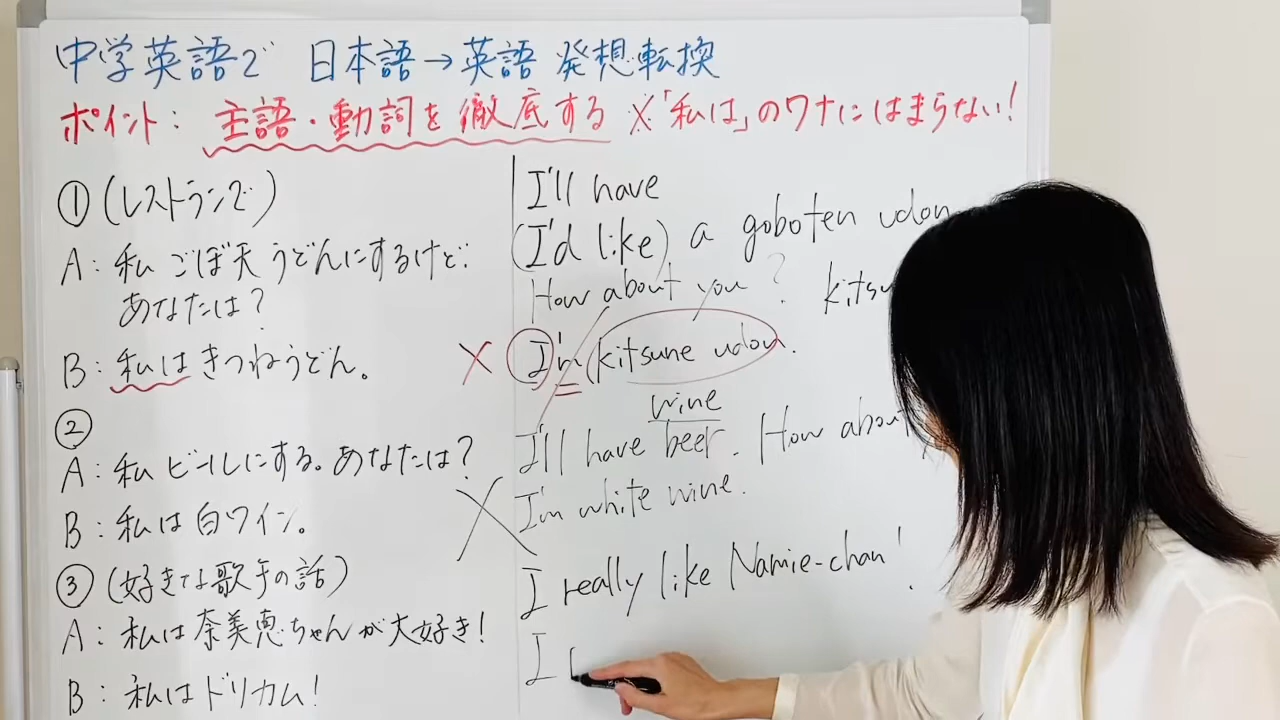 中学英語で 日本語→英語 発想転換
ポイント: 主語・動詞を徹底する ※「私は」のワナにはまらない!
①(レストランで)
A: 私 ごぼ天うどんにするけど.
あなたは?
B: 私はきつねうどん。
②
A: 私 ビールにする。あなたは?
B: 私は白ワイン。
③(好きな歌手の話)
A: 私は奈美恵ちゃんが大好き!
B: 私はドリカム!
I'll have
(I'd like) a goboten udon
How about you? kitsu
× I'm (kitsune udon.
wine
I'll have beer. How about
× I'm white wine.
I really like Namie-chan!
I